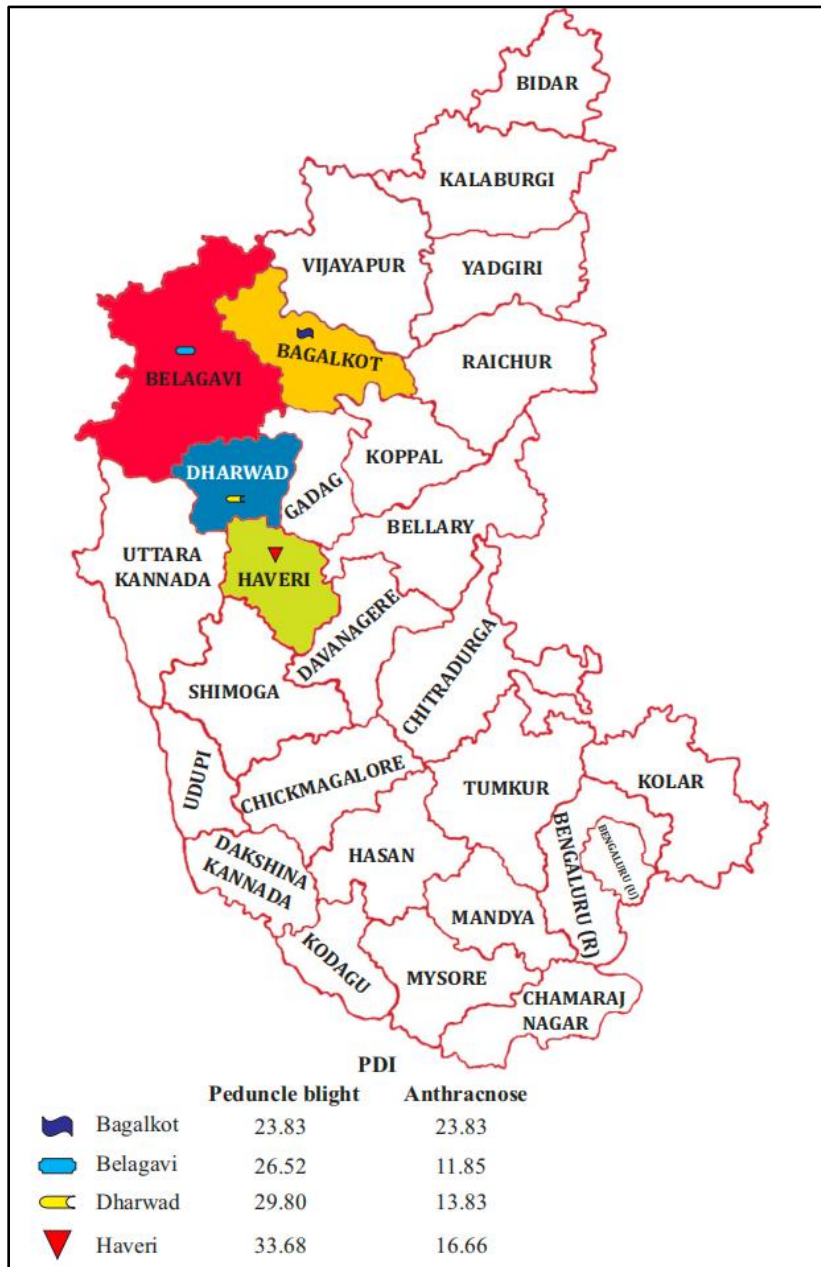 BIDAR
KALABURGI
VIJAYAPUR
YADGIRI
BAGALKOT
RAICHUR
BELAGAVI
KOPPAL
DHARWAD
GADAG
BELLARY
UTTARA
KANNADA
HAVERI
DAVANAGERE
CHITRADURGA
SHIMOGA
UDUPI
CHICKMAGALORE
TUMKUR
KOLAR
BENGALURU (R)
BENGALURU (U)
HASAN
DAKSHINA
KANNADA
MANDYA
KODAGU
MYSORE
CHAMARAJ
NAGAR
PDI
Peduncle blight Anthracnose
Bagalkot 23.83 23.83
Belagavi 26.52 11.85
Dharwad 29.80 13.83
Haveri 33.68 16.66